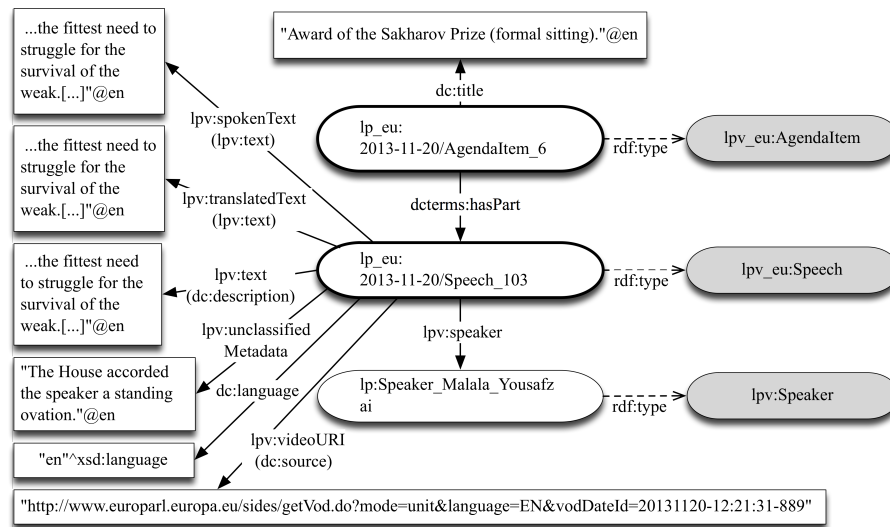 ...the fittest need to
struggle for the
survival of the
weak.[...]"@en
"Award of the Sakharov Prize (formal sitting)."@en
dc:title
lpv:spokenText
(lpv:text)
lp_eu:
2013-11-20/AgendaItem_6
rdf:type
lpv_eu:AgendaItem
...the fittest need to
struggle for the
survival of the
weak.[...]"@en
lpv:translatedText
(lpv:text)
dcterms:hasPart
...the fittest need
to struggle for the
survival of the
weak.[...]"@en
lpv:text
(dc:description)
lp_eu:
2013-11-20/Speech_103
rdf:type
lpv_eu:Speech
lpv:unclassified
Metadata
lpv:speaker
"The House accorded
the speaker a standing
ovation."@en
dc:language
lp:Speaker_Malala_Yousafz
ai
rdf:type
lpv:Speaker
lpv:videoURI
(dc:source)
"en"^xsd:language
"http://www.europarl.europa.eu/sides/getVod.do?mode=unit&language=EN&vodDateId=20131120-12:21:31-889"